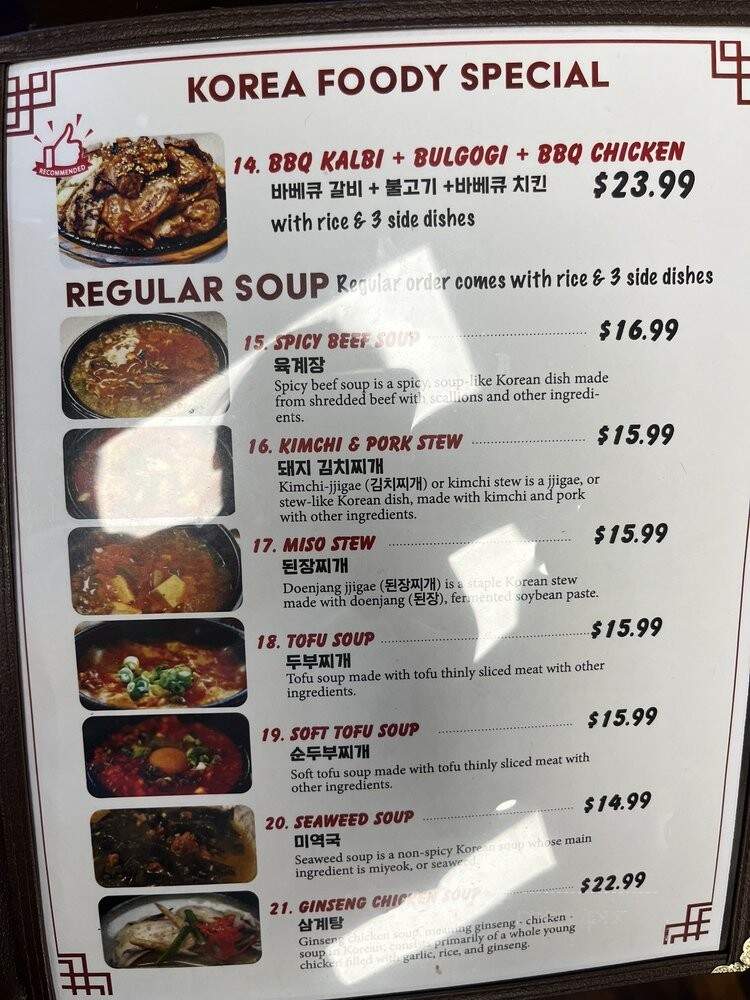 KOREA FOODY SPECIAL
RECOMMENDED
14. BBQ KALBI + BULGOGI + BBQ CHICKEN
바베큐 갈비 + 불고기 +바베큐 치킨 $23.99
with rice & 3 side dishes
REGULAR SOUP Regular order comes with rice & 3 side dishes
15. SPICY BEEF SOUP $16.99
육계장
Spicy beef soup is a spicy, soup-like Korean dish made
from shredded beef with scallions and other ingredi-
ents.
16. KIMCHI & PORK STEW $15.99
돼지 김치찌개
Kimchi-jjigae (김치찌개) or kimchi stew is a jjigae, or
stew-like Korean dish, made with kimchi and pork
with other ingredients.
17. MISO STEW $15.99
된장찌개
Doenjang jjigae (된장찌개) is a staple Korean stew
made with doenjang (된장), fermented soybean paste.
18. TOFU SOUP $15.99
두부찌개
Tofu soup made with tofu thinly sliced meat with other
ingredients.
19. SOFT TOFU SOUP $15.99
순두부찌개
Soft tofu soup made with tofu thinly sliced meat with
other ingredients.
20. SEAWEED SOUP $14.99
미역국
Seaweed soup is a non-spicy Korean soup whose main
ingredient is miyeok, or seaweed.
21. GINSENG CHICKEN SOUP $22.99
삼계탕
Ginseng chicken soup, meaning ginseng - chicken -
soup in Korean, consists primarily of a whole young
chicken filled with garlic, rice, and ginseng.